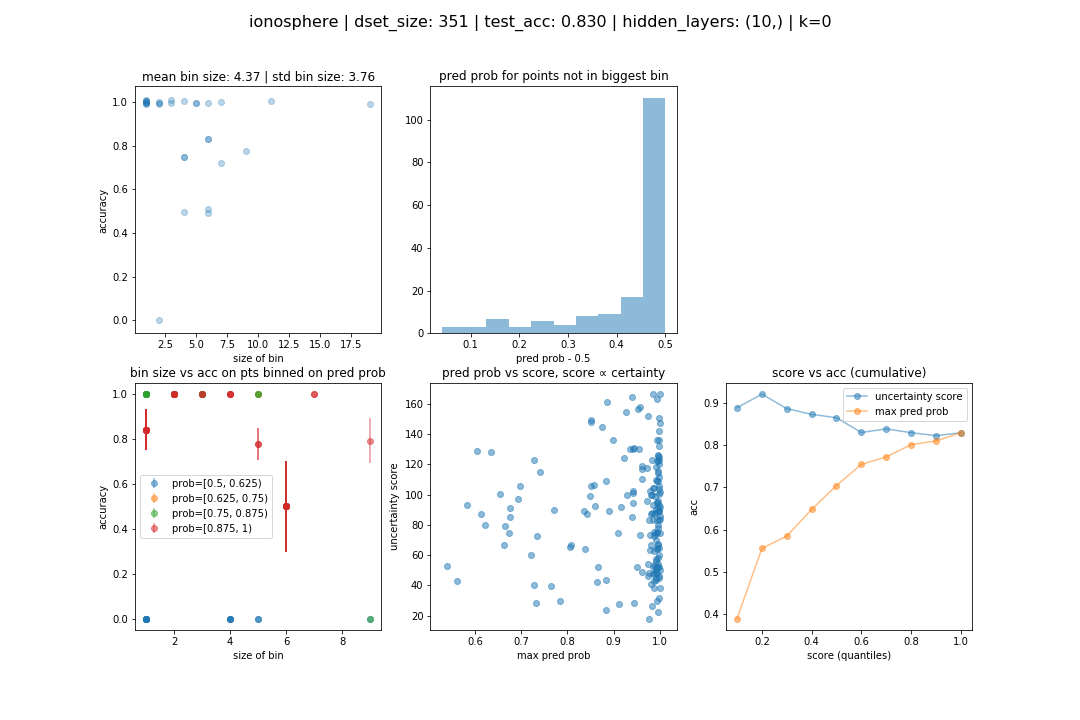 ionosphere | dset_size: 351 | test_acc: 0.830 | hidden_layers: (10,) | k=0
mean bin size: 4.37 | std bin size: 3.76
accuracy
1.0
0.8
0.6
0.4
0.2
0.0
2.5 5.0 7.5 10.0 12.5 15.0 17.5
size of bin
pred prob for points not in biggest bin
100
80
60
40
20
0
0.1 0.2 0.3 0.4 0.5
pred prob - 0.5
bin size vs acc on pts binned on pred prob
accuracy
1.0
0.8
0.6
0.4
0.2
0.0
prob=[0.5, 0.625)
prob=[0.625, 0.75)
prob=[0.75, 0.875)
prob=[0.875, 1)
2 4 6 8
size of bin
pred prob vs score, score ∝ certainty
uncertainty score
160
140
120
100
80
60
40
20
0.6 0.7 0.8 0.9 1.0
max pred prob
score vs acc (cumulative)
acc
0.9
0.8
0.7
0.6
0.5
0.4
uncertainty score
max pred prob
0.2 0.4 0.6 0.8 1.0
score (quantiles)